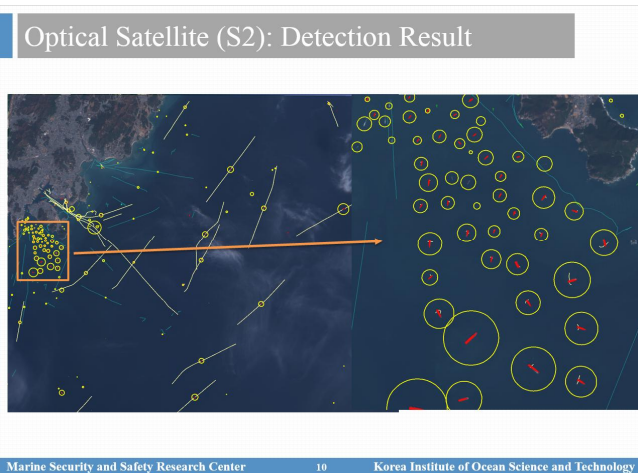 Optical Satellite (S2): Detection Result
Marine Security and Safety Research Center
10
Korea Institute of Ocean Science and Technology